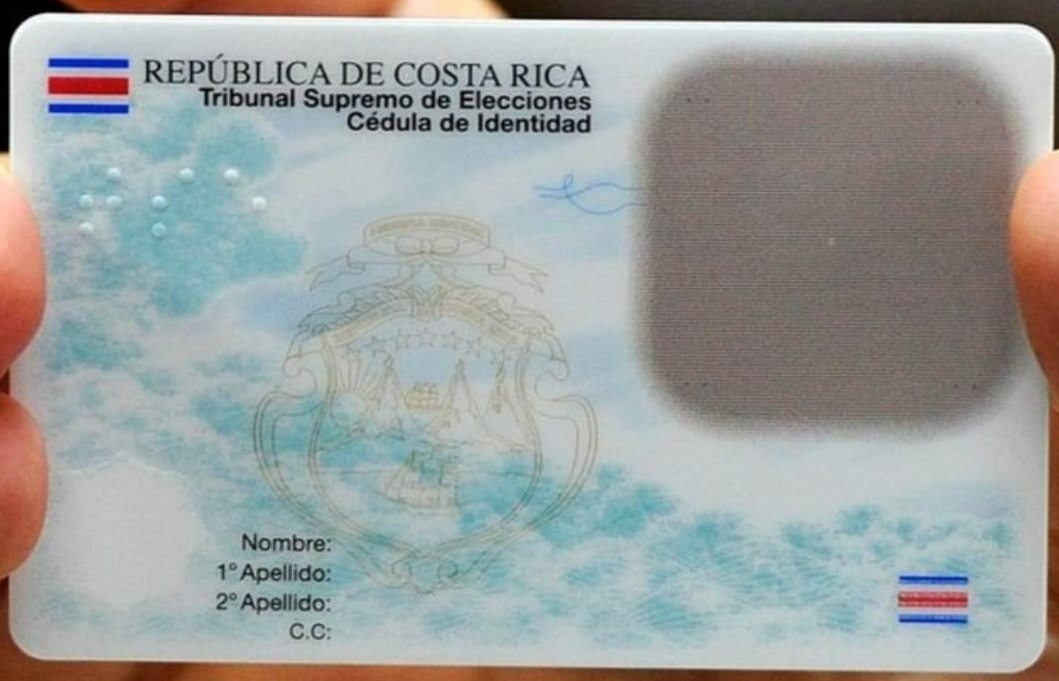 REPÚBLICA DE COSTA RICA
Tribunal Supremo de Elecciones
Cédula de Identidad
Nombre:
1° Apellido:
2° Apellido:
C.C: